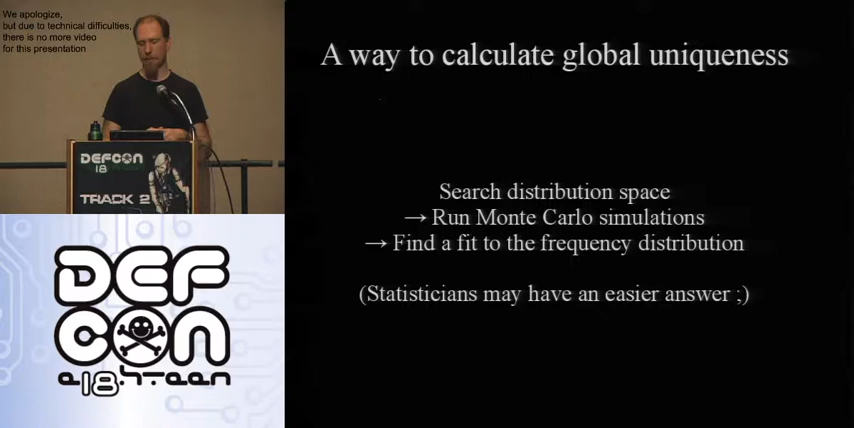 We apologize,
but due to technical difficulties,
there is no more video
for this presentation
DEFCON
18
TRACK 2
DEF
CON
A way to calculate global uniqueness
Search distribution space
→ Run Monte Carlo simulations
→ Find a fit to the frequency distribution
(Statisticians may have an easier answer ;)